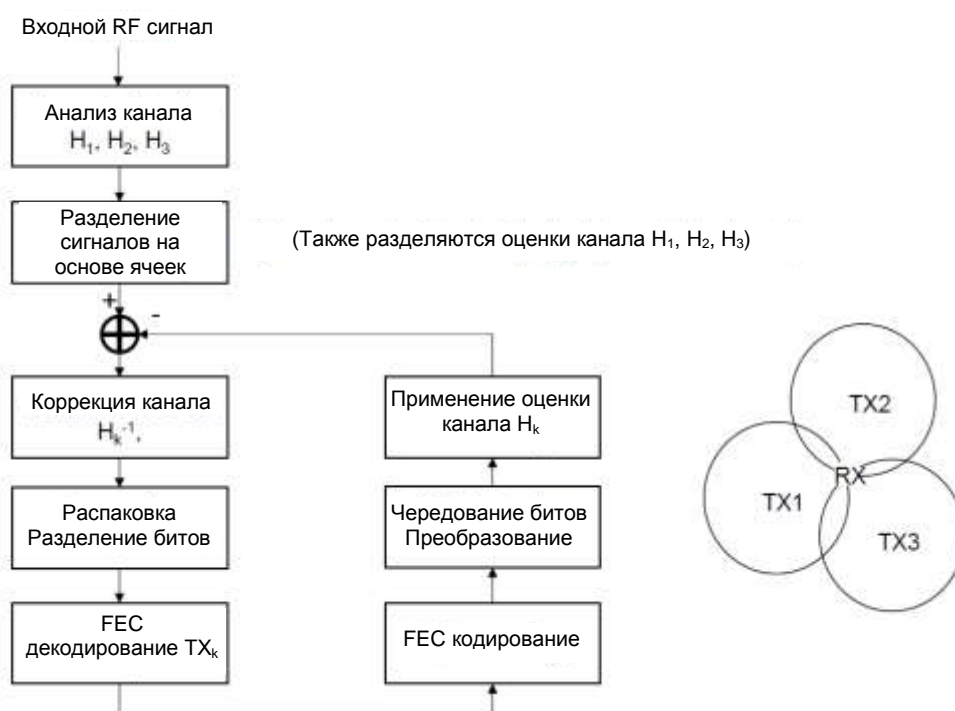 Входной RF сигнал
Анализ канала
H₁, H₂, H₃
Разделение
сигналов на
основе ячеек
(Также разделяются оценки канала H₁, H₂, H₃)
+
-
Коррекция канала
Hₖ⁻¹,
Распаковка
Разделение битов
FEC
декодирование TXₖ
Применение оценки
канала Hₖ
Чередование битов
Преобразование
FEC кодирование
TX2
RX
TX1
TX3